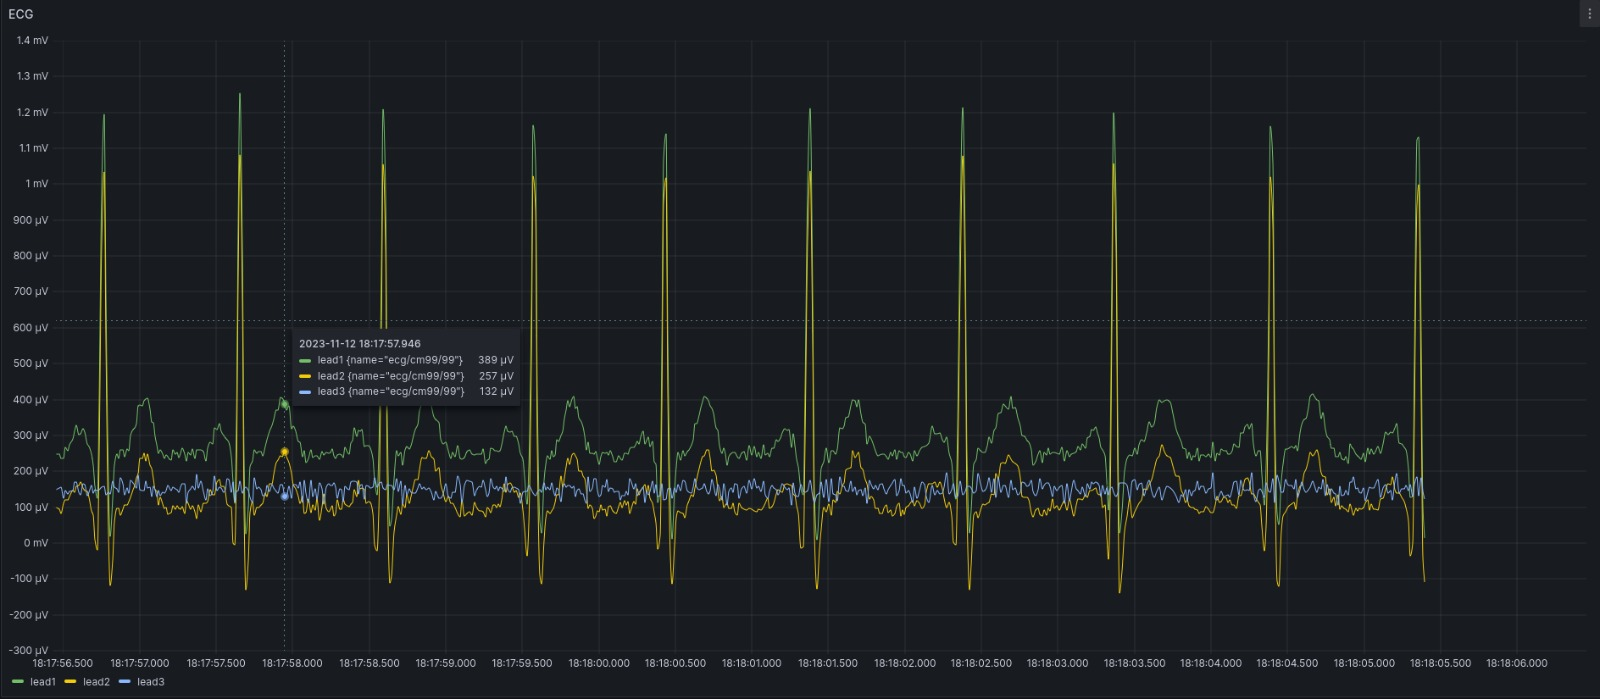 ECG
1.4 mV
1.3 mV
1.2 mV
1.1 mV
1 mV
900 µV
800 µV
700 µV
600 µV
500 µV
400 µV
300 µV
200 µV
100 µV
0 mV
-100 µV
-200 µV
-300 µV
2023-11-12 18:17:57.946
lead1 {name="ecg/cm99/99"} 389 µV
lead2 {name="ecg/cm99/99"} 257 µV
lead3 {name="ecg/cm99/99"} 132 µV
18:17:56.500 18:17:57.000 18:17:57.500 18:17:58.000 18:17:58.500 18:17:59.000 18:17:59.500 18:18:00.000 18:18:00.500 18:18:01.000 18:18:01.500 18:18:02.000 18:18:02.500 18:18:03.000 18:18:03.500 18:18:04.000 18:18:04.500 18:18:05.000 18:18:05.500 18:18:06.000
lead1 lead2 lead3